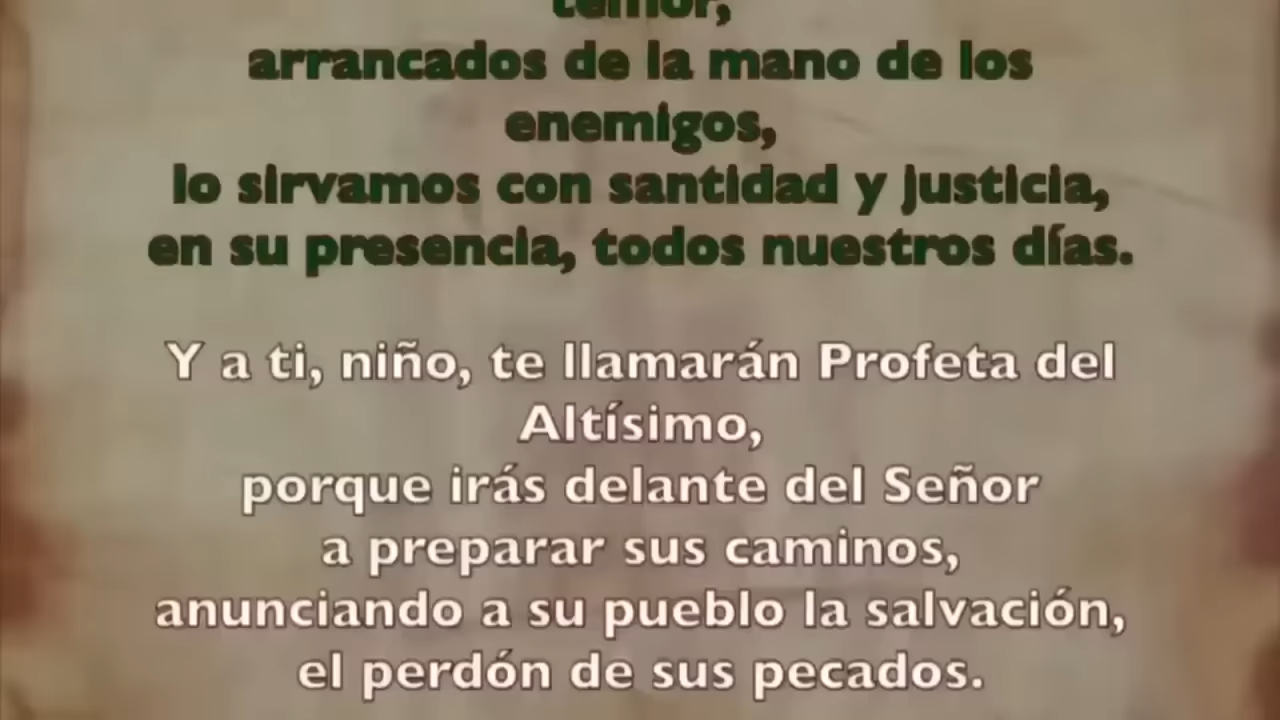 temor,
arrancados de la mano de los
enemigos,
lo sirvamos con santidad y justicia,
en su presencia, todos nuestros días.
Y a ti, niño, te llamarán Profeta del
Altísimo,
porque irás delante del Señor
a preparar sus caminos,
anunciando a su pueblo la salvación,
el perdón de sus pecados.